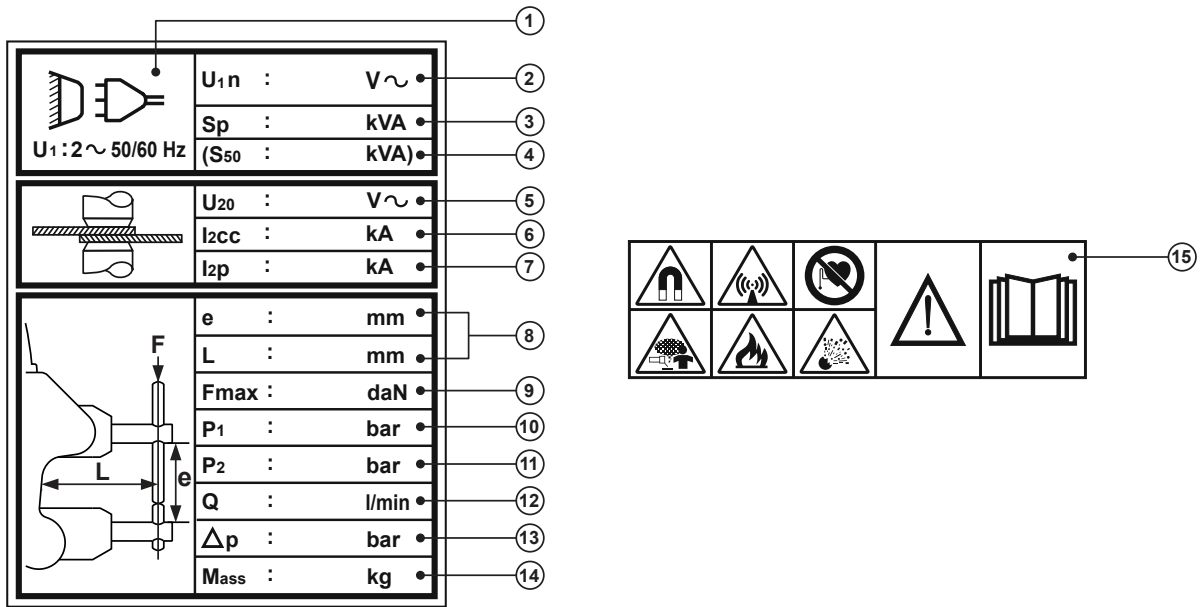 1
U1n : V~ 2
Sp : kVA 3
U1:2~ 50/60 Hz (S50 : kVA) 4
U20 : V~ 5
I2cc : kA 6
I2p : kA 7
e : mm
8
L : mm
F
Fmax : daN 9
P1 : bar 10
L e P2 : bar 11
Q : l/min 12
△p : bar 13
Mass : kg 14
15